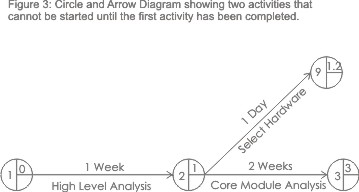 Figure 3: Circle and Arrow Diagram showing two activities that
cannot be started until the first activity has been completed.
9
1.2
1 Day
Select Hardware
1
0
1 Week
High Level Analysis
2
1
2 Weeks
Core Module Analysis
3
3